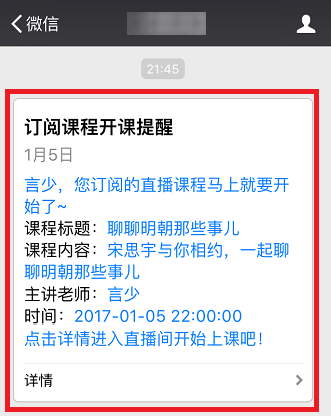 微信
21:45
订阅课程开课提醒
1月5日
言少，您订阅的直播课程马上就要开
始了~
课程标题：聊聊明朝那些事儿
课程内容：宋思宇与你相约，一起聊
聊明朝那些事儿
主讲老师：言少
时间：2017-01-05 22:00:00
点击详情进入直播间开始上课吧！
详情